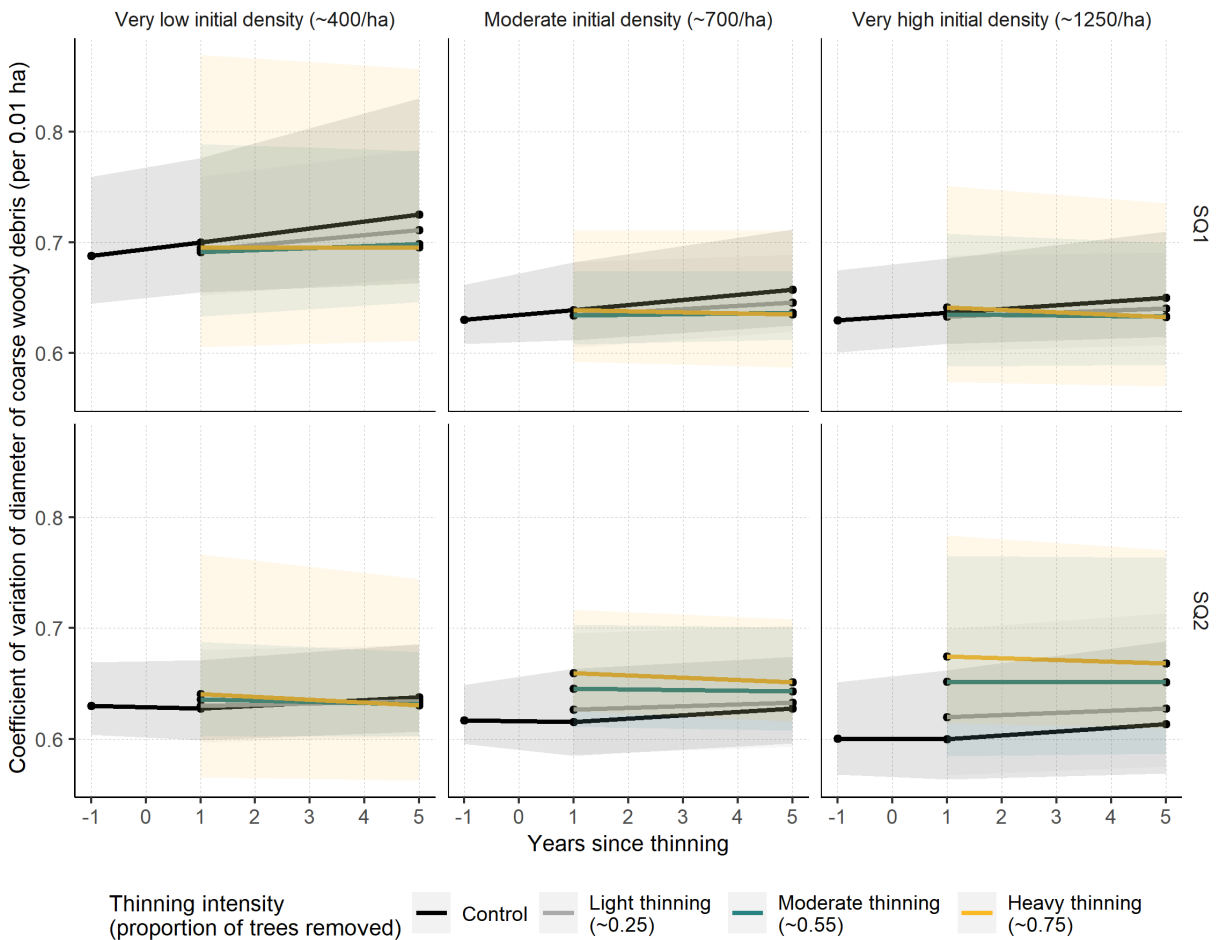 Very low initial density (~400/ha)
Moderate initial density (~700/ha)
Very high initial density (~1250/ha)
Coefficient of variation of diameter of coarse woody debris (per 0.01 ha)
0.8
0.7
0.6
SQ1
0.8
0.7
0.6
SQ2
-1 0 1 2 3 4 5
-1 0 1 2 3 4 5
-1 0 1 2 3 4 5
Years since thinning
Thinning intensity
(proportion of trees removed)
Control
Light thinning
(~0.25)
Moderate thinning
(~0.55)
Heavy thinning
(~0.75)